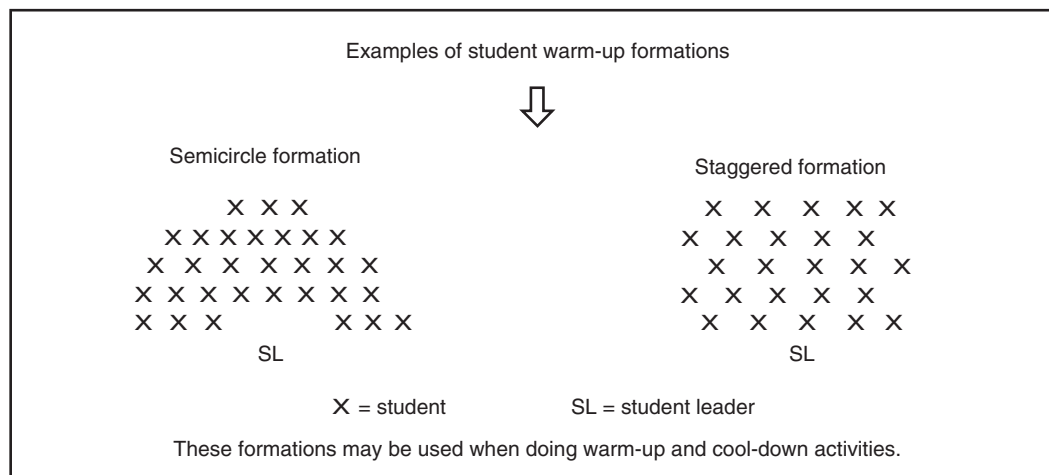 Examples of student warm-up formations
Semicircle formation
Staggered formation
X X X
X X X X X X X
X X X X X X X
X X X X X X X X
X X X X X X
SL
X X X X X
X X X X X
X X X X X
X X X X X
X X X X X
SL
X = student
SL = student leader
These formations may be used when doing warm-up and cool-down activities.